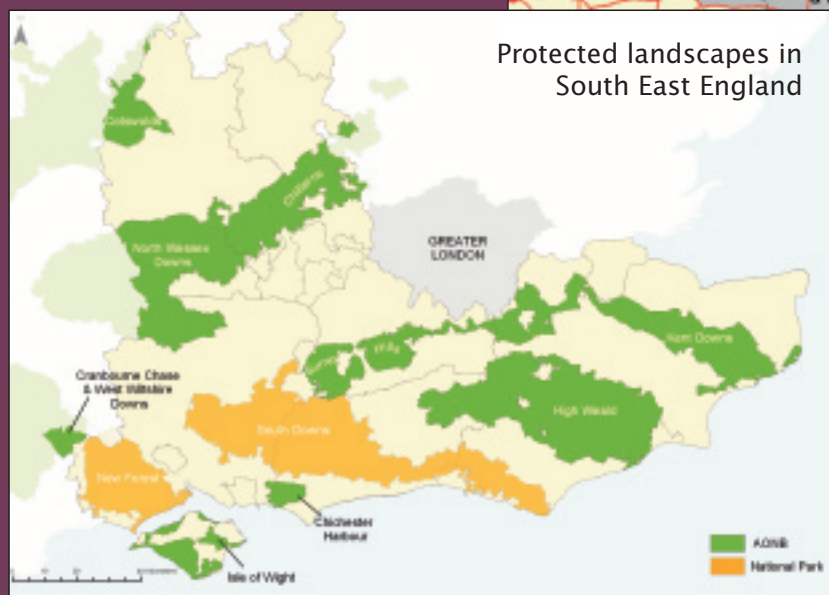 Protected landscapes in
South East England
Cotswolds
Chilterns
North Wessex
Downs
GREATER
LONDON
Surrey Hills
Kent Downs
Cranbourne Chase
& West Wiltshire
Downs
High Weald
South Downs
New Forest
Chichester
Harbour
Isle of Wight
AONB
National Park